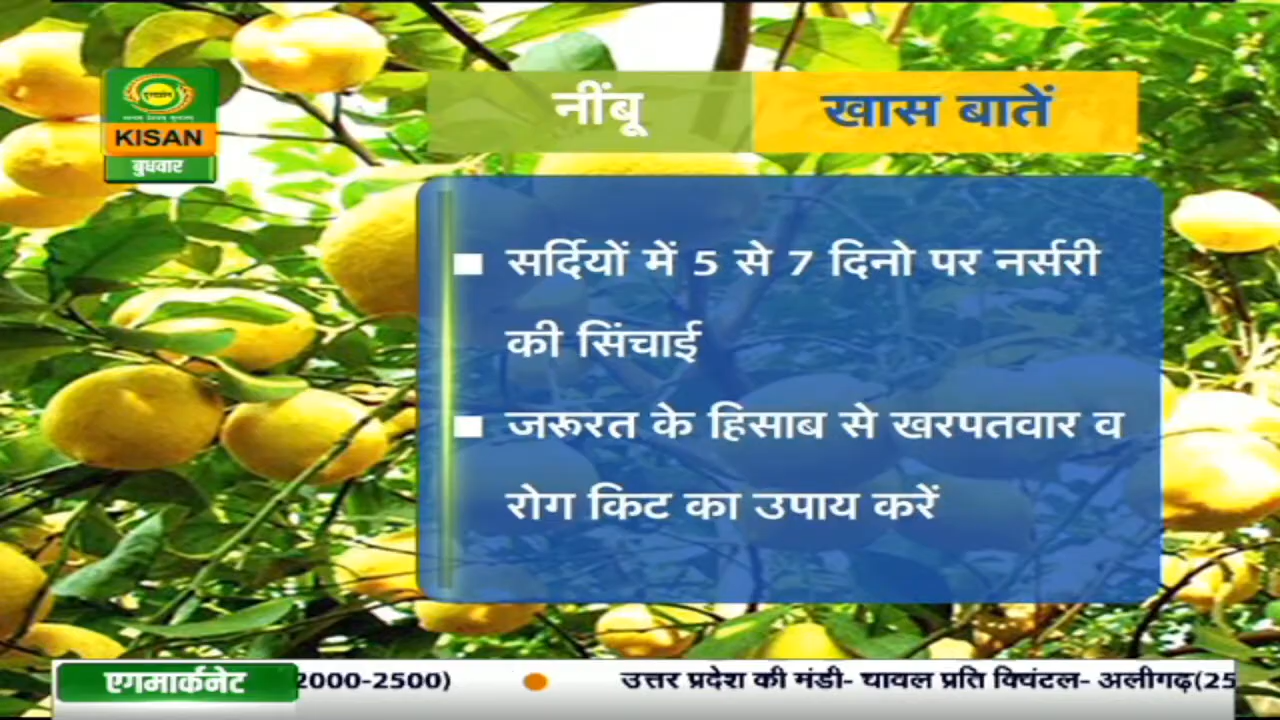 नींबू
खास बातें
KISAN
बुधवार
सर्दियों में 5 से 7 दिनो पर नर्सरी
की सिंचाई
जरूरत के हिसाब से खरपतवार व
रोग किट का उपाय करें
एगमार्कनेट 2000-2500) उत्तर प्रदेश की मंडी- चावल प्रति क्विंटल- अलीगढ़(25